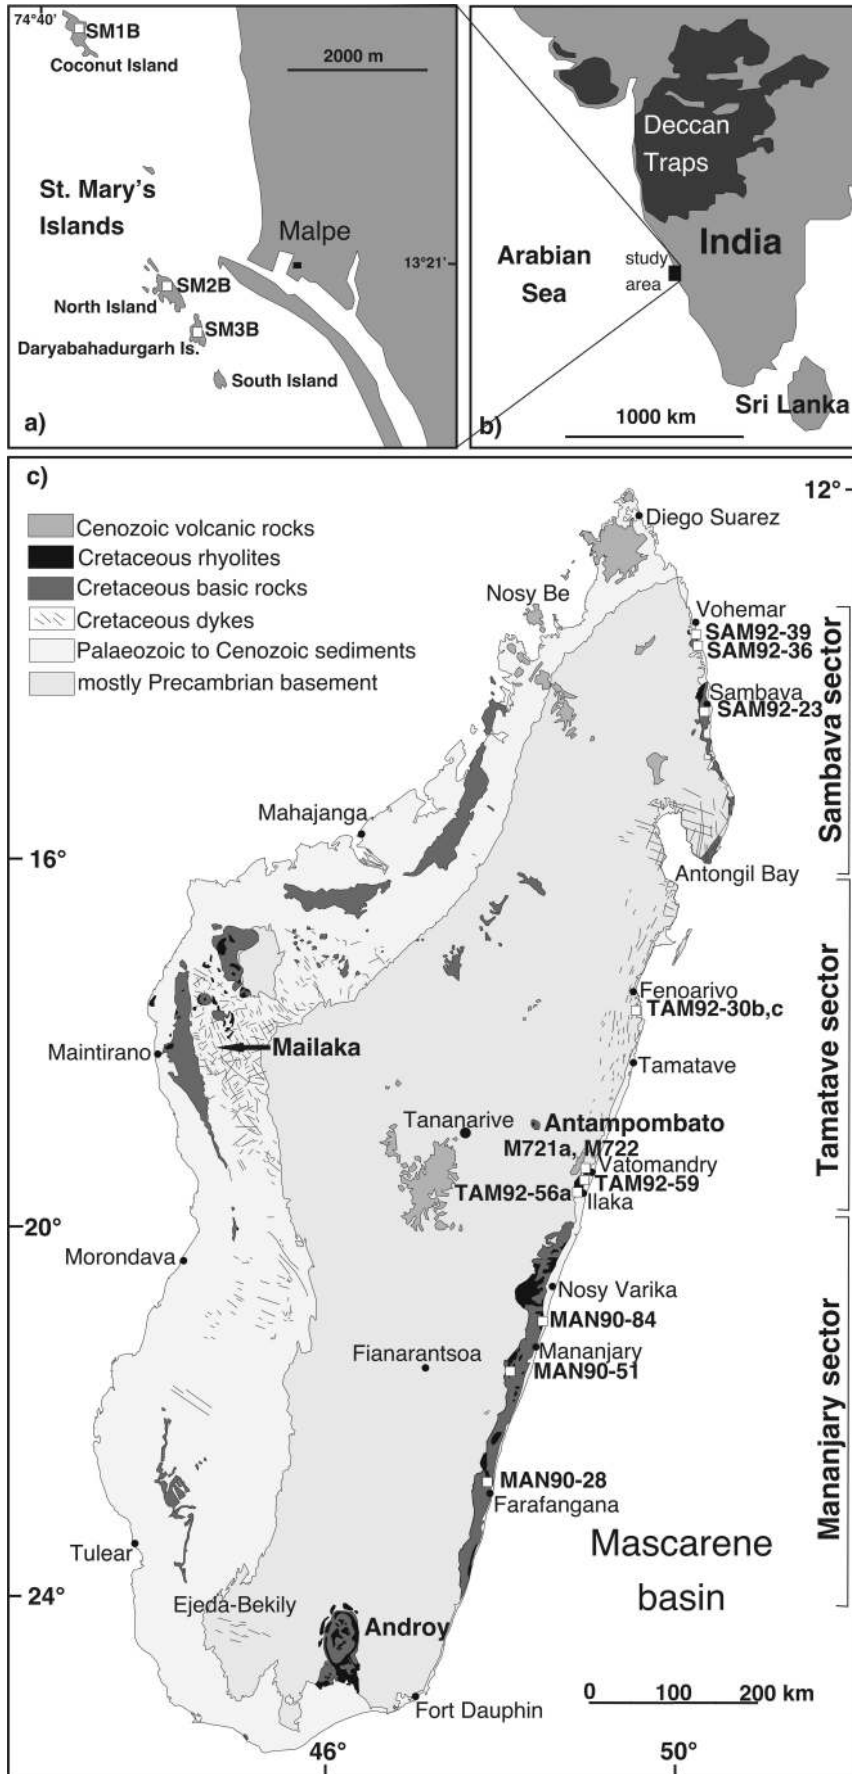 74°40'
SM1B
Coconut Island
2000 m
St. Mary's
Islands
Malpe
13°21'
SM2B
North Island
SM3B
Daryabahadurgarh Is.
South Island
a)
Deccan
Traps
India
Arabian
Sea
study
area
Sri Lanka
1000 km
b)
c)
Cenozoic volcanic rocks
Cretaceous rhyolites
Cretaceous basic rocks
Cretaceous dykes
Palaeozoic to Cenozoic sediments
mostly Precambrian basement
12°
Diego Suarez
Nosy Be
Vohemar
SAM92-39
SAM92-36
Sambava
SAM92-23
Sambava sector
Mahajanga
16°
Antongil Bay
Fenoarivo
TAM92-30b,c
Maintirano
Mailaka
Tamatave
Tamatave sector
Tananarive
Antampombato
M721a, M722
Vatomandry
TAM92-59
TAM92-56a
Ilaka
20°
Morondava
Nosy Varika
MAN90-84
Fianarantsoa
Mananjary
MAN90-51
Mananjary sector
MAN90-28
Farafangana
Tulear
Mascarene
basin
24°
Ejeda-Bekily
Androy
Fort Dauphin
0 100 200 km
46°
50°